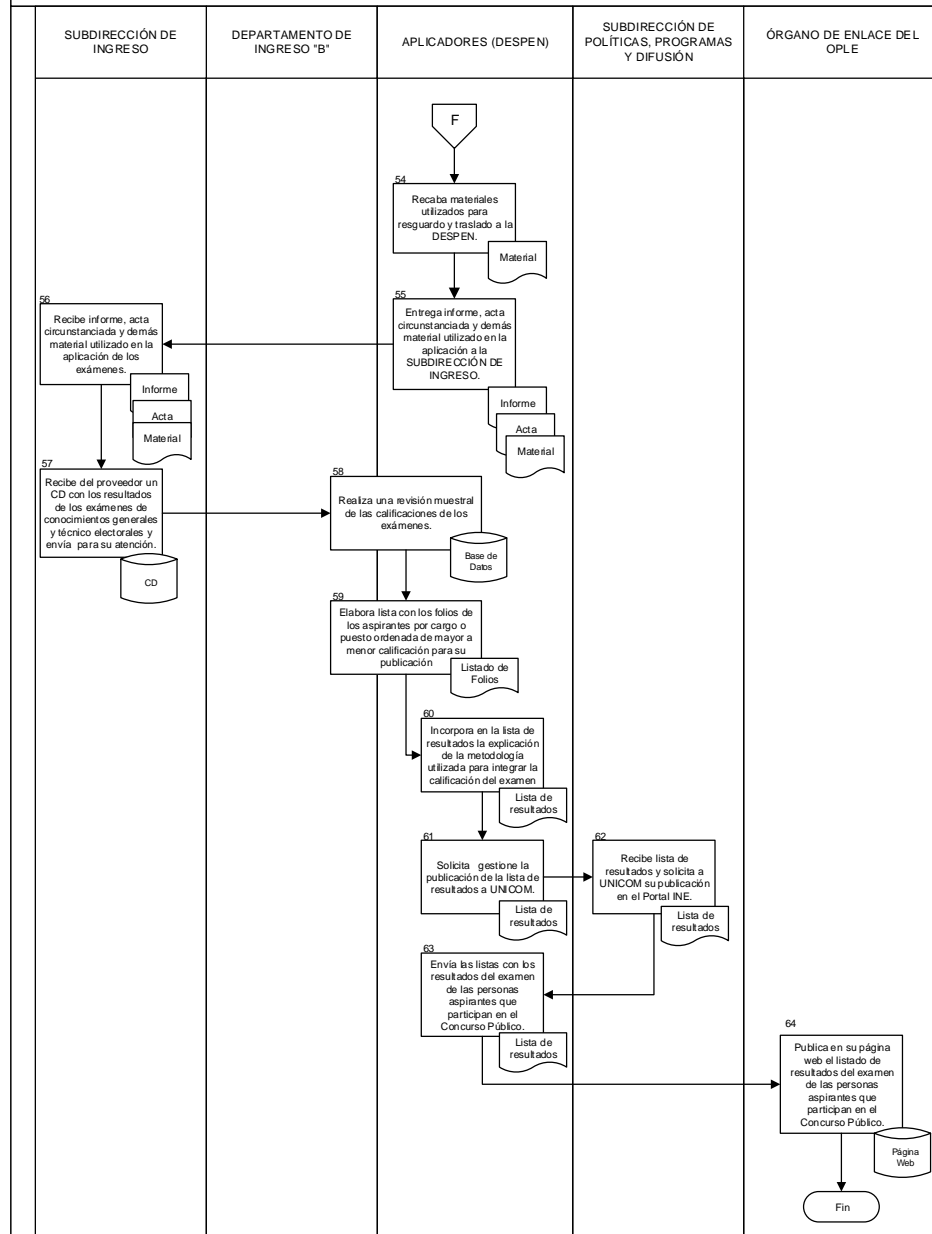 SUBDIRECCIÓN DE
INGRESO
DEPARTAMENTO DE
INGRESO "B"
APLICADORES (DESPEN)
SUBDIRECCIÓN DE
POLÍTICAS, PROGRAMAS
Y DIFUSIÓN
ÓRGANO DE ENLACE DEL
OPLE
F
54
Recaba materiales
utilizados para
resguardo y traslado a la
DESPEN.
Material
55
Entrega informe, acta
circunstanciada y demás
material utilizado en la
aplicación a la
SUBDIRECCIÓN DE
INGRESO.
Informe
Acta
Material
56
Recibe informe, acta
circunstanciada y demás
material utilizado en la
aplicación de los
exámenes.
Informe
Acta
Material
57
Recibe del proveedor un
CD con los resultados
de los exámenes de
conocimientos generales
y técnico electorales y
envía para su atención.
CD
58
Realiza una revisión muestral
de las calificaciones de los
exámenes.
Base de
Datos
59
Elabora lista con los folios de
los aspirantes por cargo o
puesto ordenada de mayor a
menor calificación para su
publicación
Listado de
Folios
60
Incorpora en la lista de
resultados la explicación
de la metodología
utilizada para integrar la
calificación del examen
Lista de
resultados
61
Solicita gestione la
publicación de la lista de
resultados a UNICOM.
Lista de
resultados
62
Recibe lista de
resultados y solicita a
UNICOM su publicación
en el Portal INE.
Lista de
resultados
63
Envía las listas con los
resultados del examen
de las personas
aspirantes que
participan en el
Concurso Público.
Lista de
resultados
64
Publica en su página
web el listado de
resultados del examen
de las personas
aspirantes que
participan en el
Concurso Público.
Página
Web
Fin